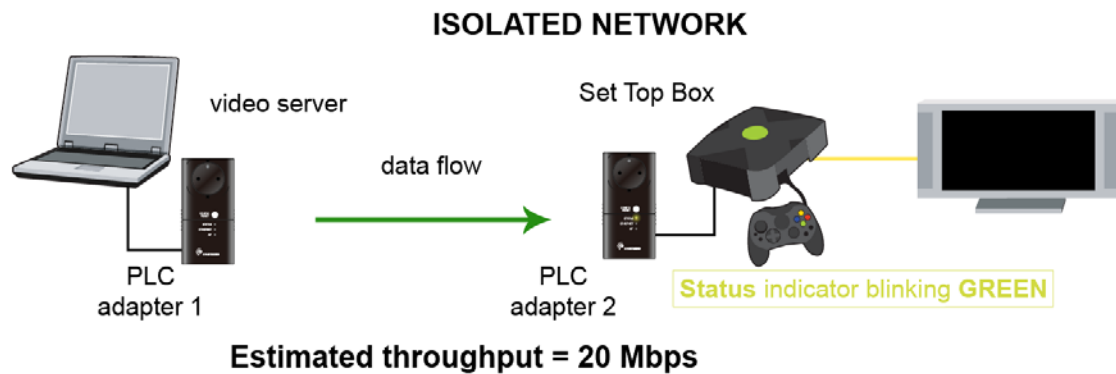 ISOLATED NETWORK
video server
Set Top Box
data flow
PLC
adapter 1
PLC
adapter 2
Status indicator blinking GREEN
Estimated throughput = 20 Mbps